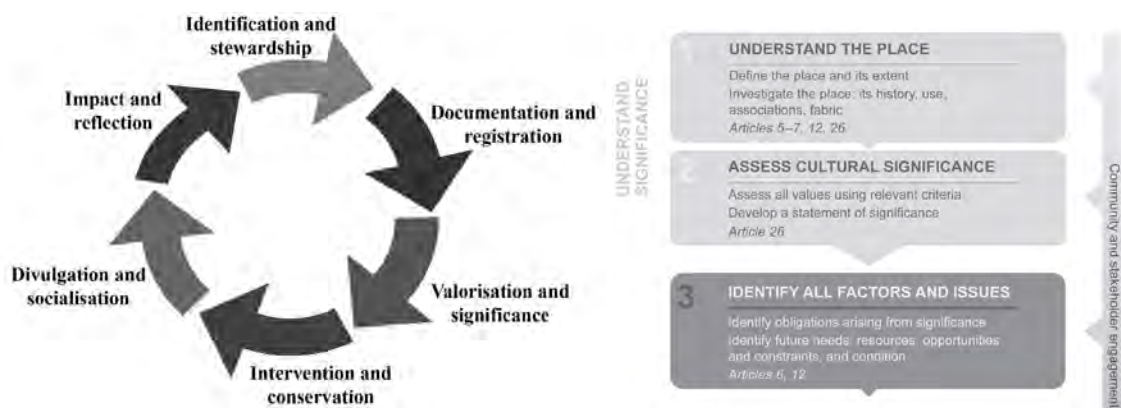 Identification and
stewardship
Documentation and
registration
Valorisation and
significance
Intervention and
conservation
Divulgation and
socialisation
Impact and
reflection
UNDERSTAND
SIGNIFICANCE
1
UNDERSTAND THE PLACE
Define the place and its extent
Investigate the place: its history, use,
associations, fabric
Articles 5–7, 12, 26
2
ASSESS CULTURAL SIGNIFICANCE
Assess all values using relevant criteria
Develop a statement of significance
Article 26
3
IDENTIFY ALL FACTORS AND ISSUES
Identify obligations arising from significance
Identify future needs, resources, opportunities
and constraints, and condition
Articles 6, 12
Community and stakeholder engagement